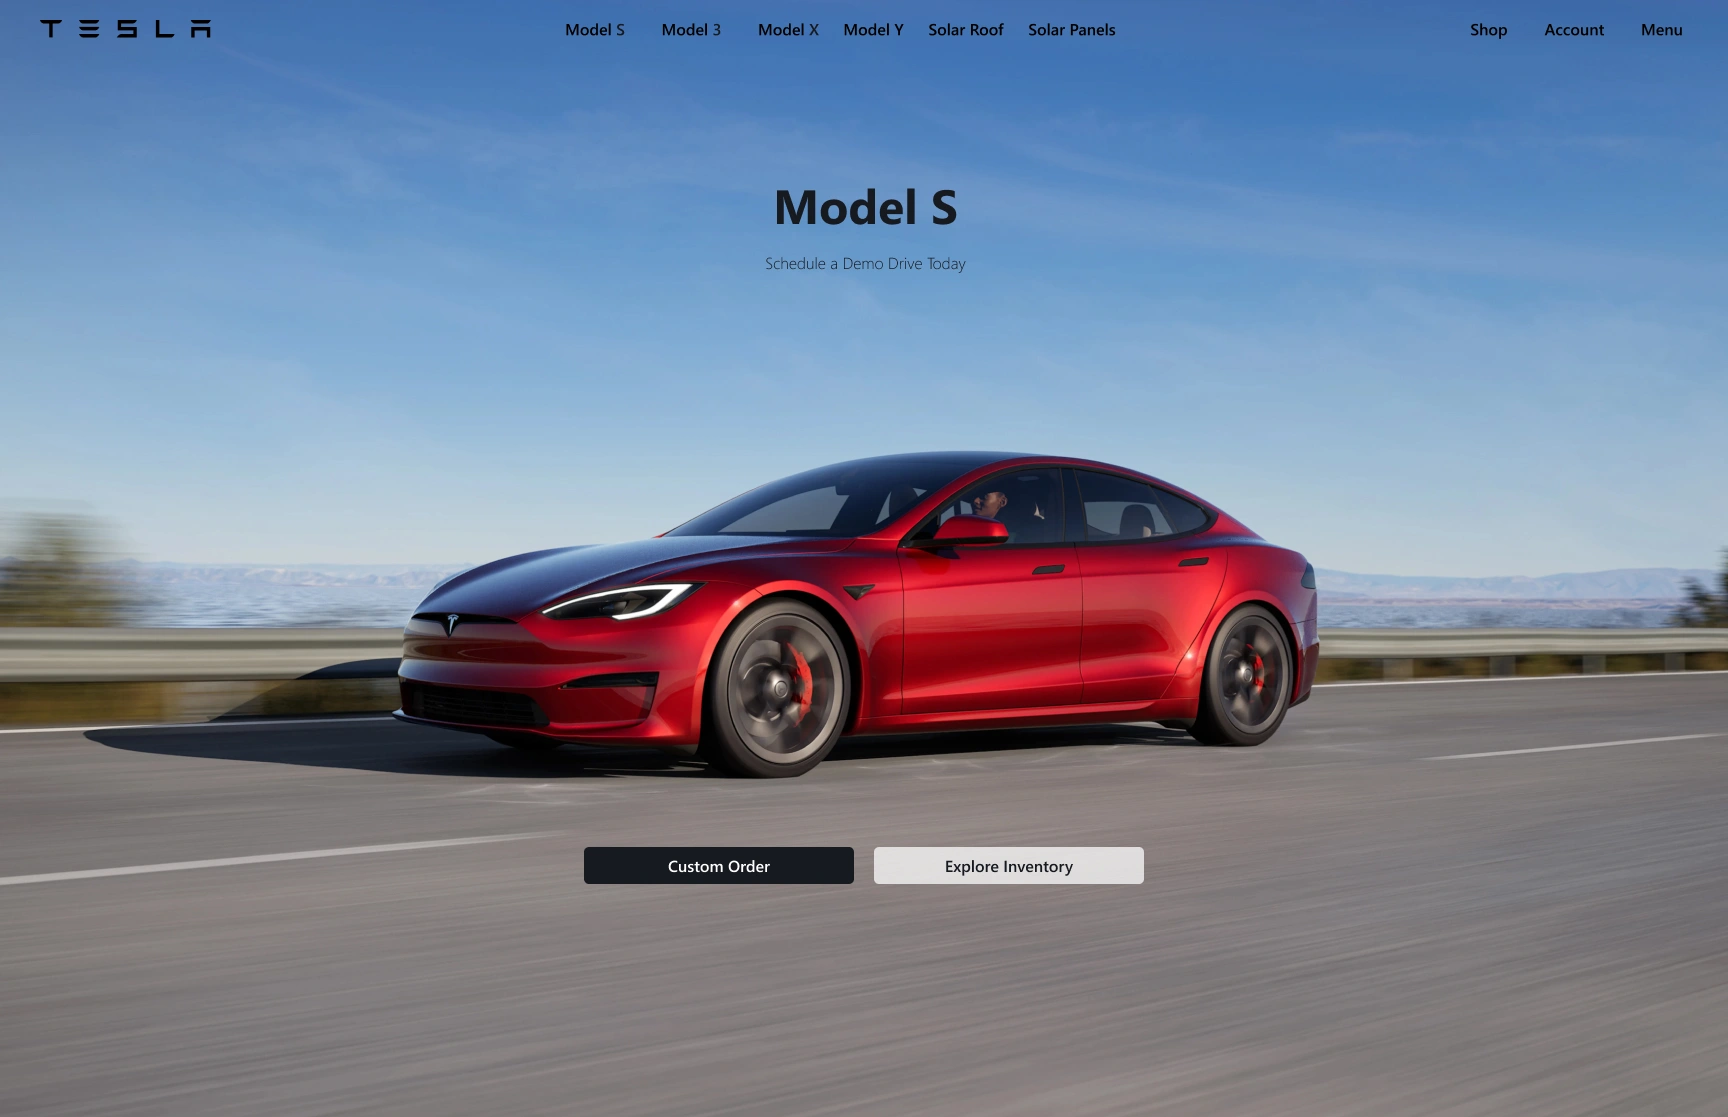 TESLA
Model S Model 3 Model X Model Y Solar Roof Solar Panels
Shop Account Menu
Model S
Schedule a Demo Drive Today
Custom Order
Explore Inventory